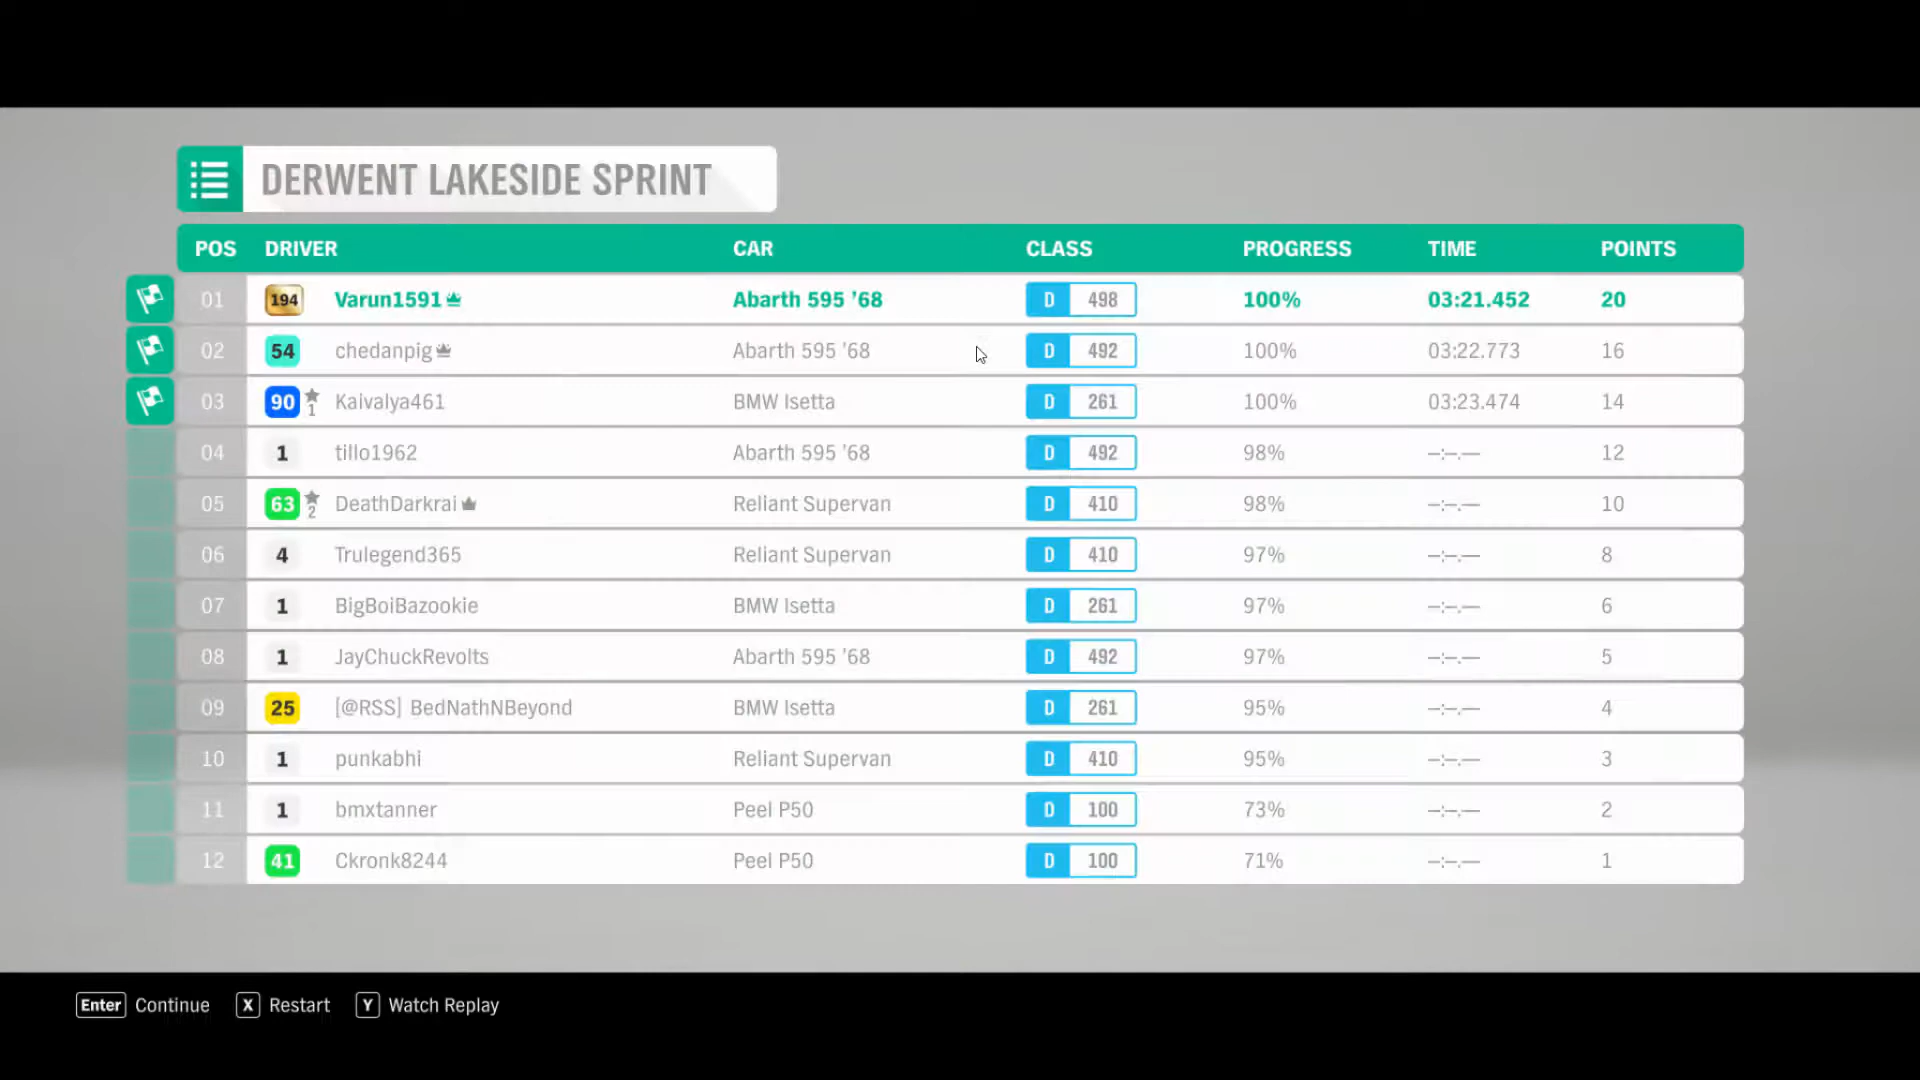 DERWENT LAKESIDE SPRINT
POS DRIVER CAR CLASS PROGRESS TIME POINTS
01 194 Varun1591 Abarth 595 '68 D 498 100% 03:21.452 20
02 54 chedanpig Abarth 595 '68 D 492 100% 03:22.773 16
03 90 1 Kaivalya461 BMW Isetta D 261 100% 03:23.474 14
04 1 tillo1962 Abarth 595 '68 D 492 98% --:--.--- 12
05 63 2 DeathDarkrai Reliant Supervan D 410 98% --:--.--- 10
06 4 Trulegend365 Reliant Supervan D 410 97% --:--.--- 8
07 1 BigBoiBazookie BMW Isetta D 261 97% --:--.--- 6
08 1 JayChuckRevolts Abarth 595 '68 D 492 97% --:--.--- 5
09 25 [@RSS] BedNathNBeyond BMW Isetta D 261 95% --:--.--- 4
10 1 punkabhi Reliant Supervan D 410 95% --:--.--- 3
11 1 bmxtanner Peel P50 D 100 73% --:--.--- 2
12 41 Ckronk8244 Peel P50 D 100 71% --:--.--- 1
Enter Continue X Restart Y Watch Replay